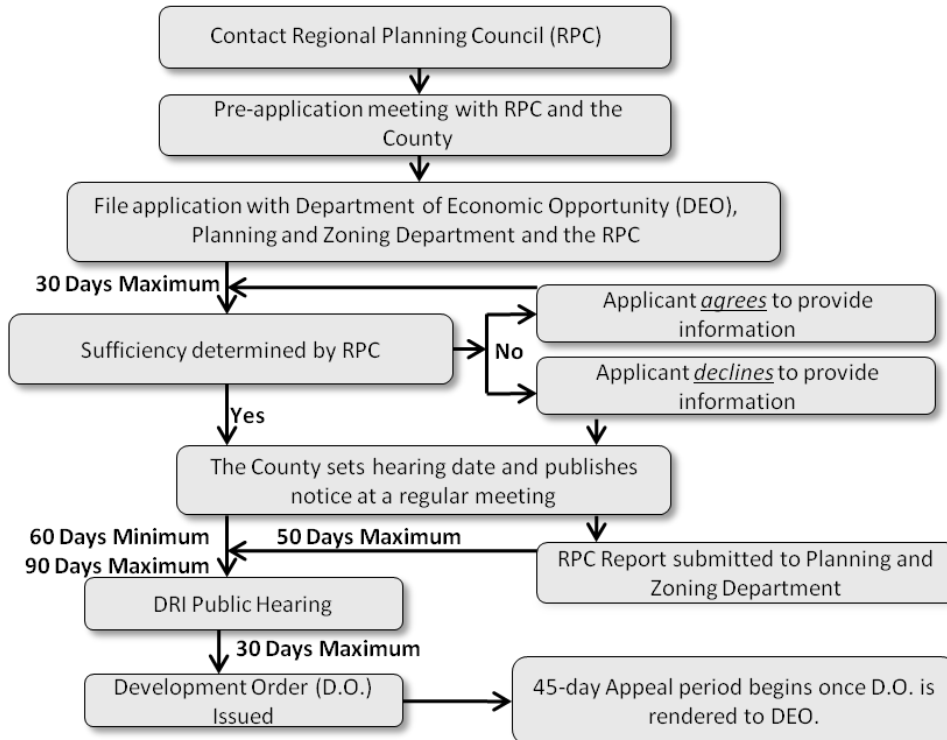 Contact Regional Planning Council (RPC)
Pre-application meeting with RPC and the
County
File application with Department of Economic Opportunity (DEO),
Planning and Zoning Department and the RPC
30 Days Maximum
Applicant agrees to provide
information
Sufficiency determined by RPC
No
Applicant declines to provide
information
Yes
The County sets hearing date and publishes
notice at a regular meeting
60 Days Minimum
90 Days Maximum
50 Days Maximum
RPC Report submitted to Planning and
Zoning Department
DRI Public Hearing
30 Days Maximum
Development Order (D.O.)
Issued
45-day Appeal period begins once D.O. is
rendered to DEO.